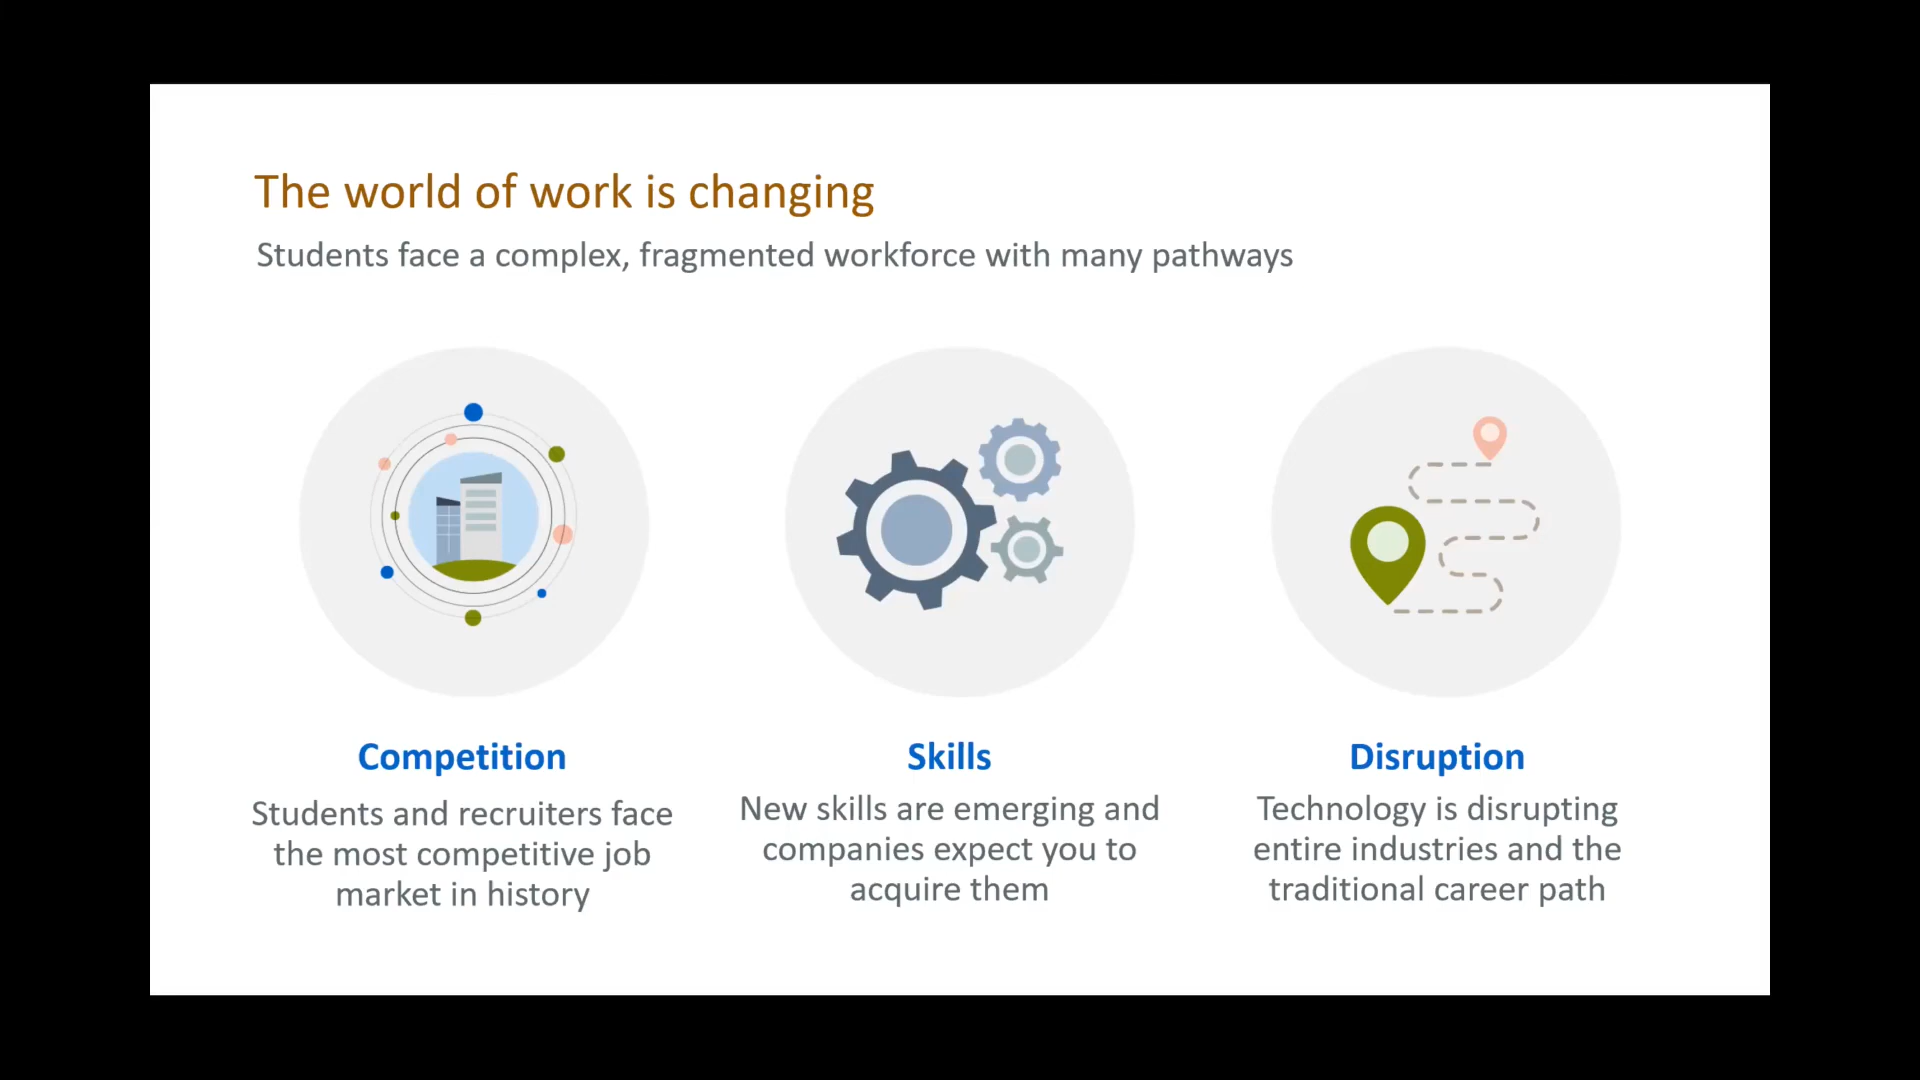 The world of work is changing
Students face a complex, fragmented workforce with many pathways
Competition
Students and recruiters face
the most competitive job
market in history
Skills
New skills are emerging and
companies expect you to
acquire them
Disruption
Technology is disrupting
entire industries and the
traditional career path